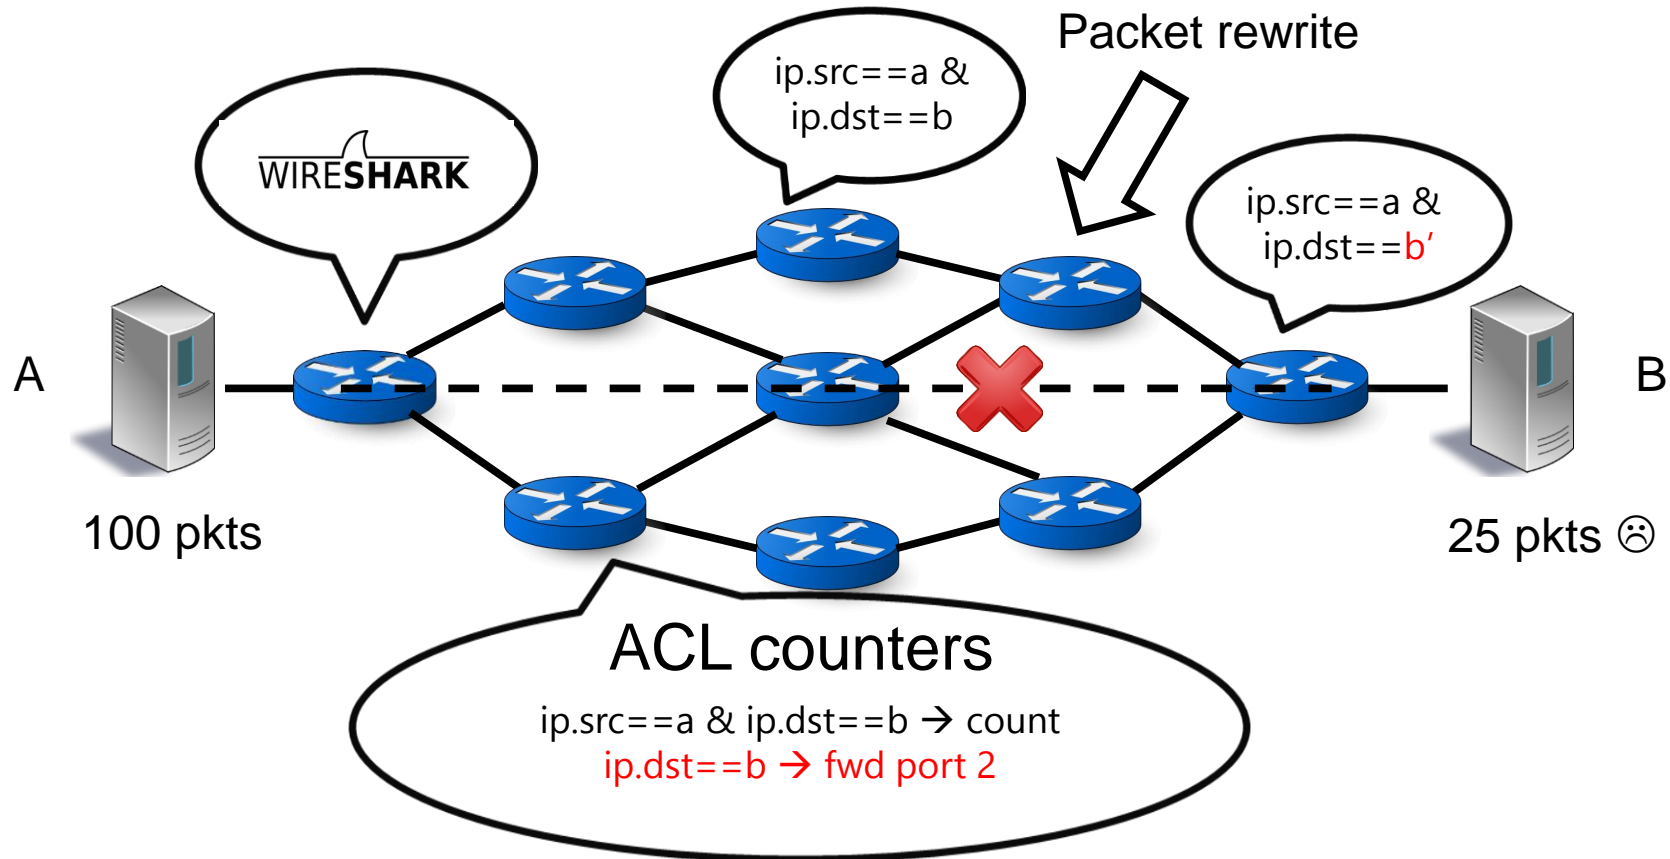 Packet rewrite
ip.src==a &
ip.dst==b
WIRESHARK
ip.src==a &
ip.dst==b’
A
B
100 pkts
25 pkts ☹
ACL counters
ip.src==a & ip.dst==b → count
ip.dst==b → fwd port 2